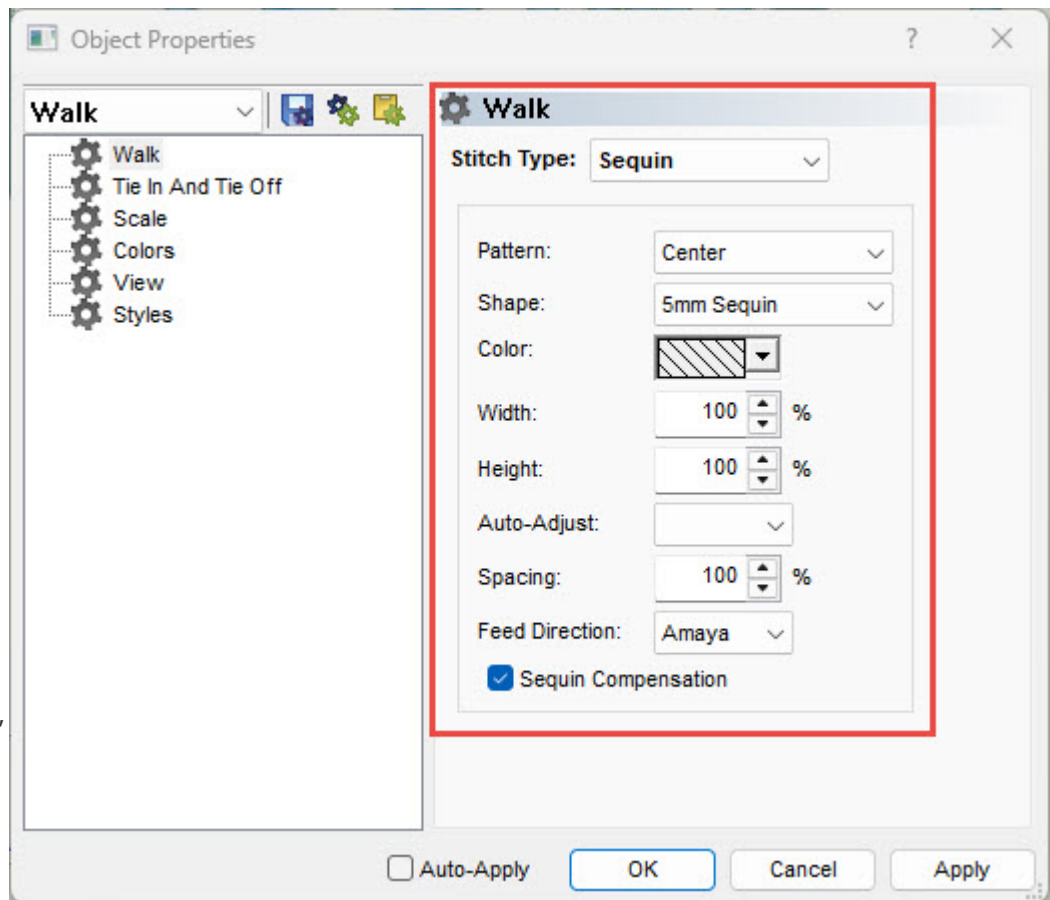 Object Properties
?
Walk
Walk
Tie In And Tie Off
Scale
Colors
View
Styles
Walk
Stitch Type: Sequin
Pattern: Center
Shape: 5mm Sequin
Color:
Width: 100 %
Height: 100 %
Auto-Adjust:
Spacing: 100 %
Feed Direction: Amaya
Sequin Compensation
,
Auto-Apply OK Cancel Apply